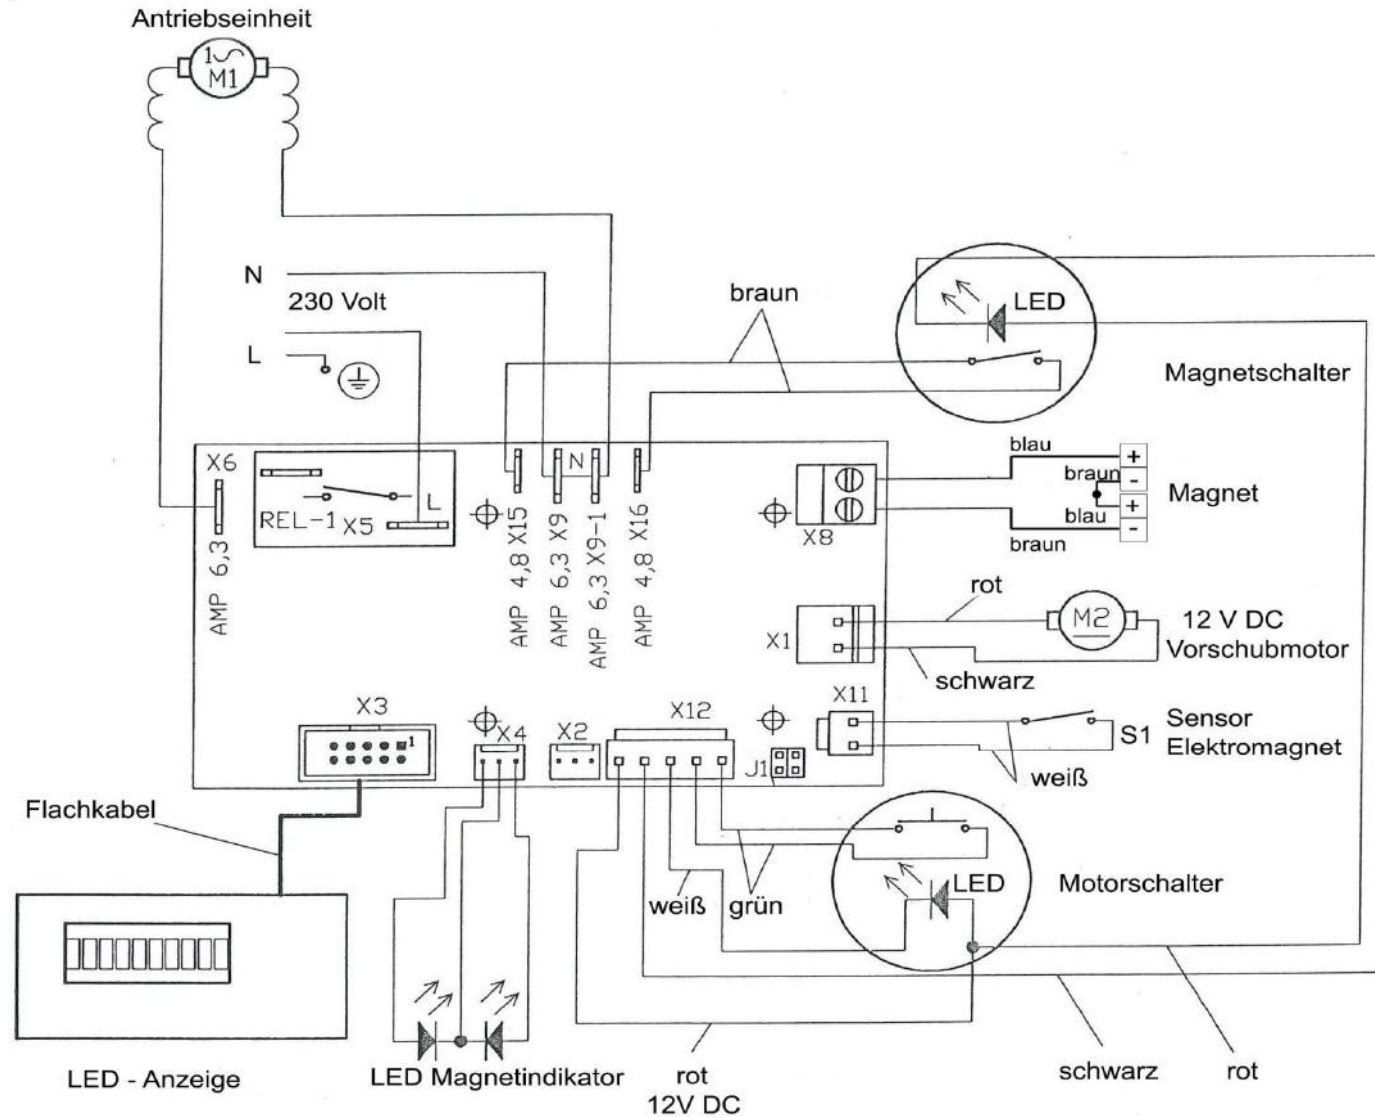 Antriebseinheit
1
M1
N
230 Volt
L
braun
LED
Magnetschalter
X6
AMP 6,3
REL-1
X5
L
N
AMP 4,8 X15
AMP 6,3 X9
AMP 6,3 X9-1
AMP 4,8 X16
X8
blau
+
braun
-
Magnet
+
blau
-
braun
rot
M2
12 V DC
Vorschubmotor
X1
schwarz
X11
S1
Sensor
Elektromagnet
weiß
X3
1
X4
X2
X12
J1
Flachkabel
weiß
grün
LED
Motorschalter
LED - Anzeige
LED Magnetindikator
rot
12V DC
schwarz
rot